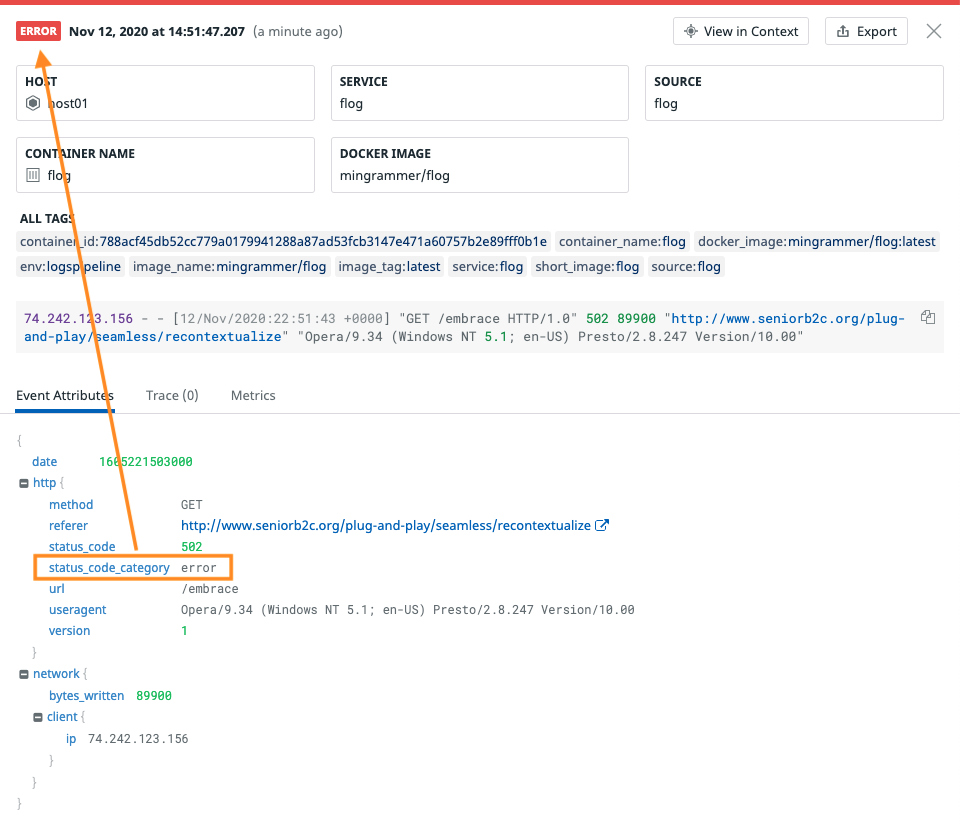 ERROR Nov 12, 2020 at 14:51:47.207 (a minute ago) View in Context Export
HOST SERVICE SOURCE
host01 flog flog
CONTAINER NAME DOCKER IMAGE
flog mingrammer/flog
ALL TAGS
container_id:788acf45db52cc779a0179941288a87ad53fcb3147e471a60757b2e89fff0b1e container_name:flog docker_image:mingrammer/flog:latest
env:logspipeline image_name:mingrammer/flog image_tag:latest service:flog short_image:flog source:flog
74.242.123.156 - - [12/Nov/2020:22:51:43 +0000] "GET /embrace HTTP/1.0" 502 89900 "http://www.seniorb2c.org/plug-
and-play/seamless/recontextualize" "Opera/9.34 (Windows NT 5.1; en-US) Presto/2.8.247 Version/10.00"
Event Attributes Trace (0) Metrics
{
date 1605221503000
http {
method GET
referer http://www.seniorb2c.org/plug-and-play/seamless/recontextualize
status_code 502
status_code_category error
url /embrace
useragent Opera/9.34 (Windows NT 5.1; en-US) Presto/2.8.247 Version/10.00
version 1
}
network {
bytes_written 89900
client {
ip 74.242.123.156
}
}
}